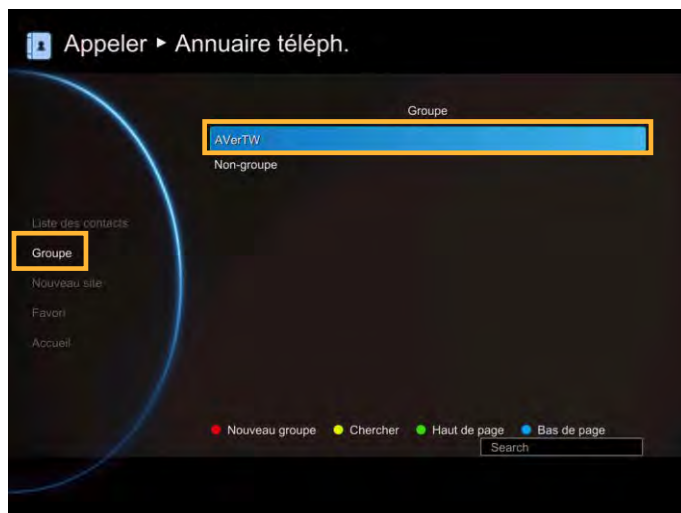 Appeler ▸ Annuaire téléph.
Groupe
AVerTW
Non-groupe
Liste des contacts
Groupe
Nouveau site
Favori
Accueil
Nouveau groupe Chercher Haut de page Bas de page
Search